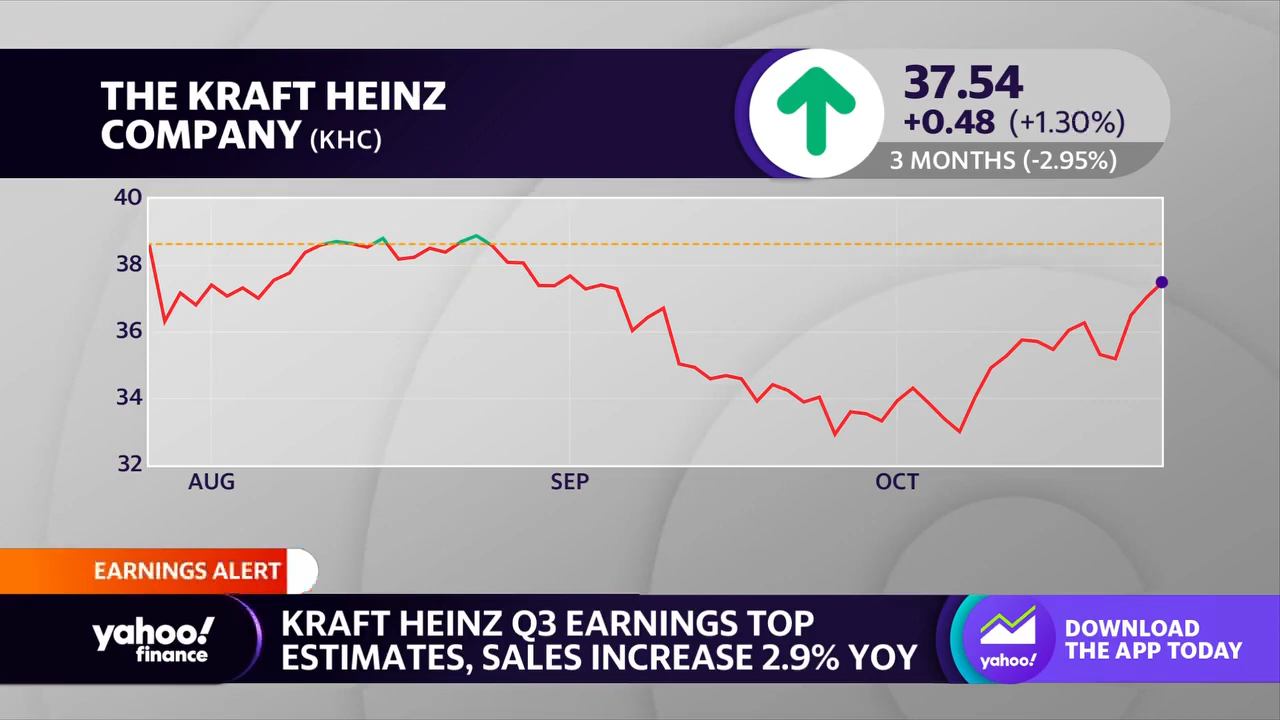 THE KRAFT HEINZ
COMPANY (KHC)
37.54
+0.48 (+1.30%)
3 MONTHS (-2.95%)
40
38
36
34
32
AUG SEP OCT
EARNINGS ALERT
yahoo!
finance
KRAFT HEINZ Q3 EARNINGS TOP
ESTIMATES, SALES INCREASE 2.9% YOY
yahoo!
DOWNLOAD
THE APP TODAY